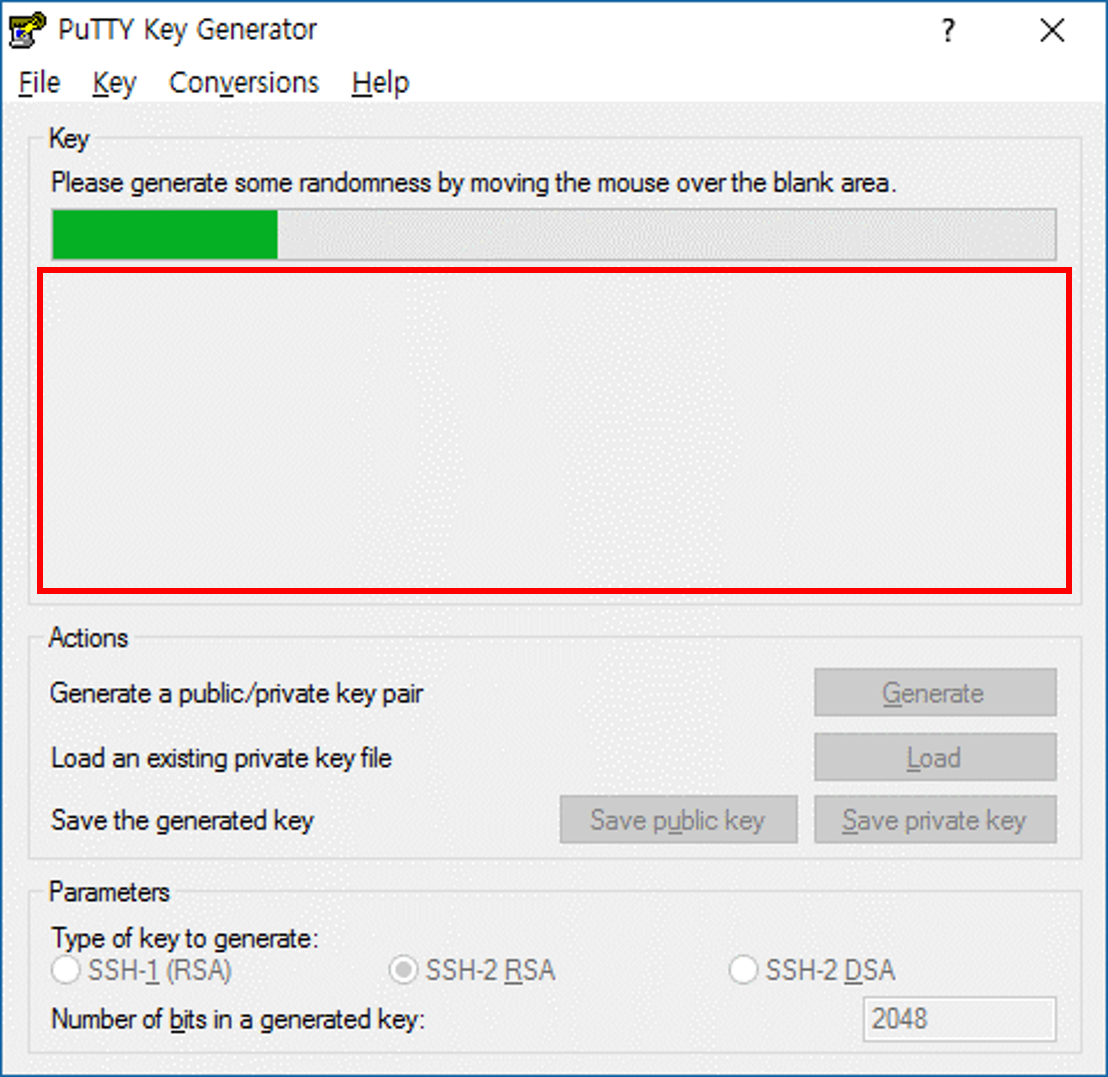 PuTTY Key Generator ?
File Key Conversions Help
Key
Please generate some randomness by moving the mouse over the blank area.
Actions
Generate a public/private key pair Generate
Load an existing private key file Load
Save the generated key Save public key Save private key
Parameters
Type of key to generate:
SSH-1 (RSA) SSH-2 RSA SSH-2 DSA
Number of bits in a generated key: 2048